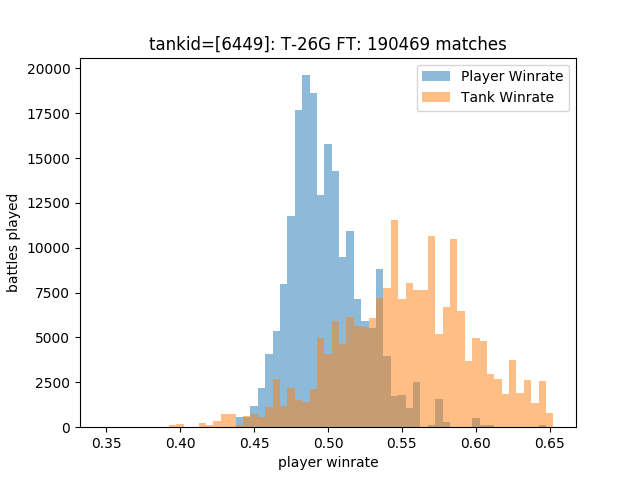 tankid=[6449]: T-26G FT: 190469 matches
Player Winrate
Tank Winrate
20000
17500
15000
12500
10000
7500
5000
2500
0
battles played
0.35 0.40 0.45 0.50 0.55 0.60 0.65
player winrate